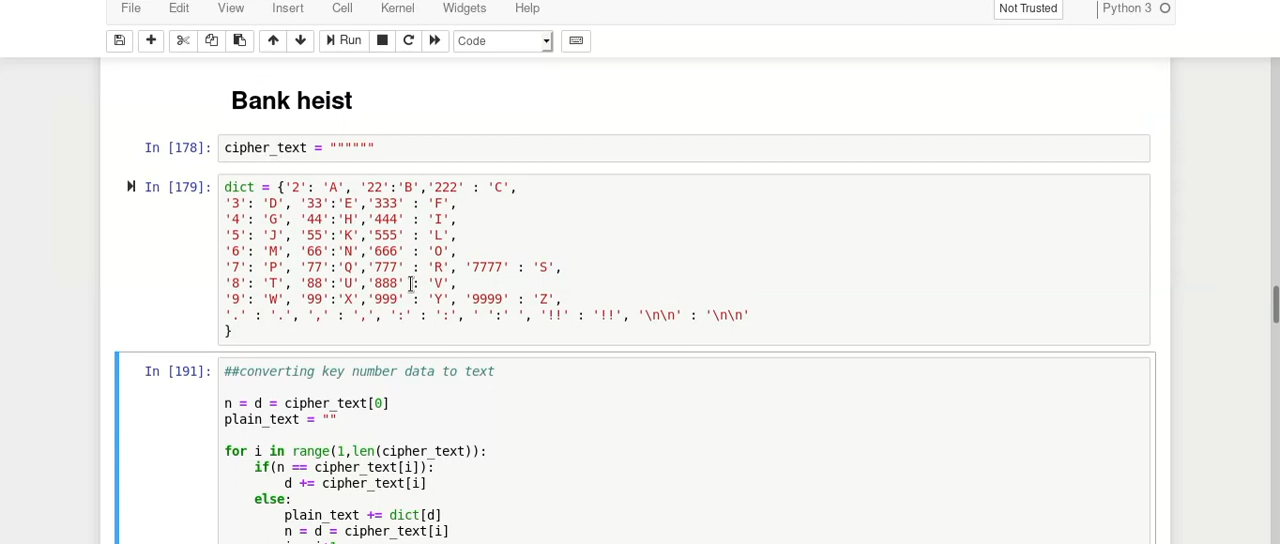 File Edit View Insert Cell Kernel Widgets Help Not Trusted Python 3
Run Code
Bank heist
In [178]: cipher_text = """"""
In [179]: dict = {'2': 'A', '22':'B','222' : 'C',
'3': 'D', '33':'E','333' : 'F',
'4': 'G', '44':'H','444' : 'I',
'5': 'J', '55':'K','555' : 'L',
'6': 'M', '66':'N','666' : 'O',
'7': 'P', '77':'Q','777' : 'R', '7777' : 'S',
'8': 'T', '88':'U','888' : 'V',
'9': 'W', '99':'X','999' : 'Y', '9999' : 'Z',
'.' : '.', ',' : ',', ':' : ':', ' ':' ', '!!' : '!!', '\n\n' : '\n\n'
}
In [191]: ##converting key number data to text
n = d = cipher_text[0]
plain_text = ""
for i in range(1,len(cipher_text)):
if(n == cipher_text[i]):
d += cipher_text[i]
else:
plain_text += dict[d]
n = d = cipher_text[i]